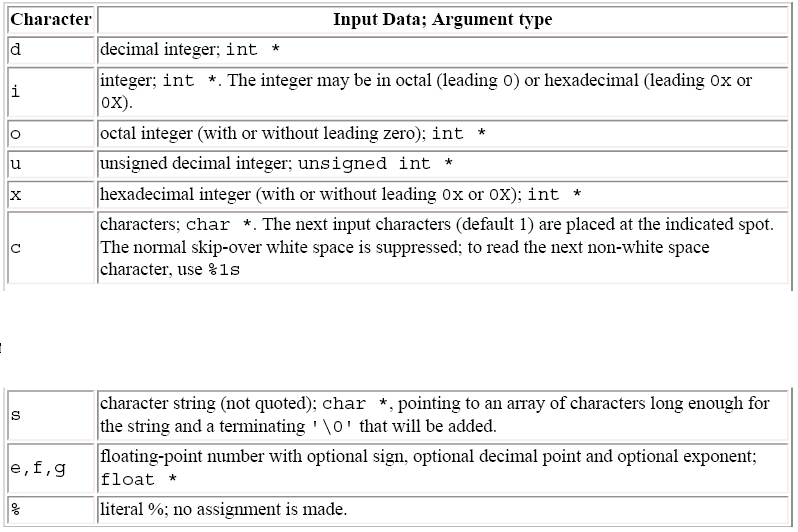 Character Input Data; Argument type
d decimal integer; int *
i integer; int *. The integer may be in octal (leading 0) or hexadecimal (leading 0x or
0X).
o octal integer (with or without leading zero); int *
u unsigned decimal integer; unsigned int *
x hexadecimal integer (with or without leading 0x or 0X); int *
c characters; char *. The next input characters (default 1) are placed at the indicated spot.
The normal skip-over white space is suppressed; to read the next non-white space
character, use %1s
s character string (not quoted); char *, pointing to an array of characters long enough for
the string and a terminating '\0' that will be added.
e,f,g floating-point number with optional sign, optional decimal point and optional exponent;
float *
% literal %; no assignment is made.